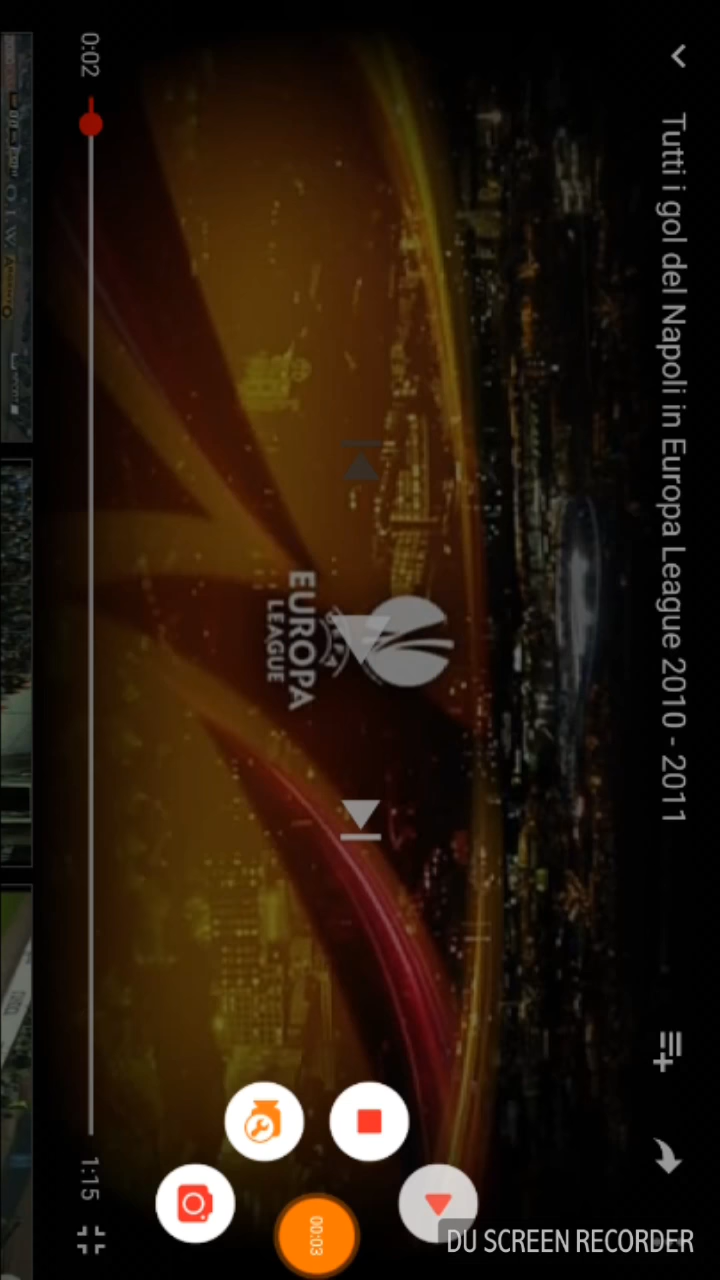 Tutti i gol del Napoli in Europa League 2010 - 2011
EUROPA
LEAGUE
0:02
1:15
00:03
DU SCREEN RECORDER